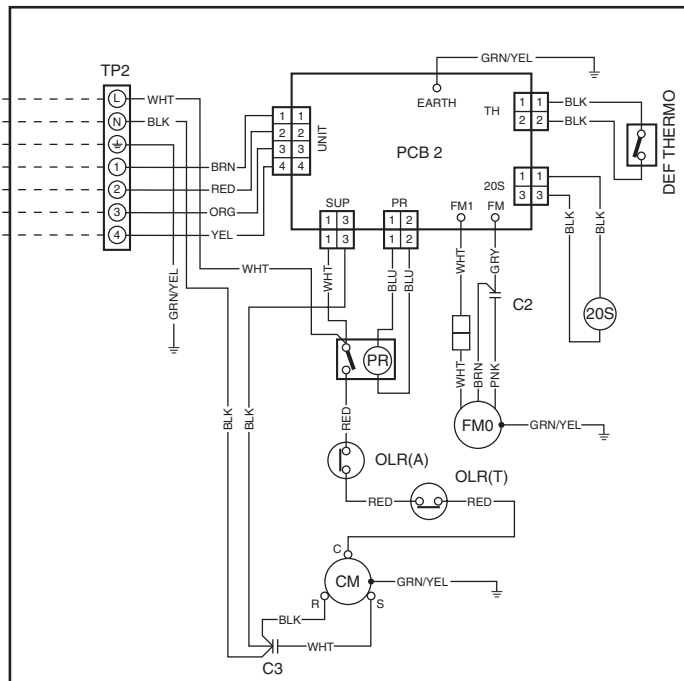 TP2
L
WHT
N
BLK
1
BRN
2
RED
3
ORG
4
YEL
GRN/YEL
WHT
BLK
GRN/YEL
EARTH
PCB 2
UNIT
1 1
2 2
3 3
4 4
TH
1 1
2 2
BLK
BLK
DEF THERMO
20S
1 1
3 3
BLK
BLK
20S
SUP
1 3
1 3
PR
1 2
1 2
FM1
FM
WHT
BLU
BLU
WHT
GRY
C2
WHT
BRN
PNK
PR
FM0
GRN/YEL
BLK
RED
OLR(A)
OLR(T)
RED
RED
C
CM
GRN/YEL
R
S
BLK
WHT
C3